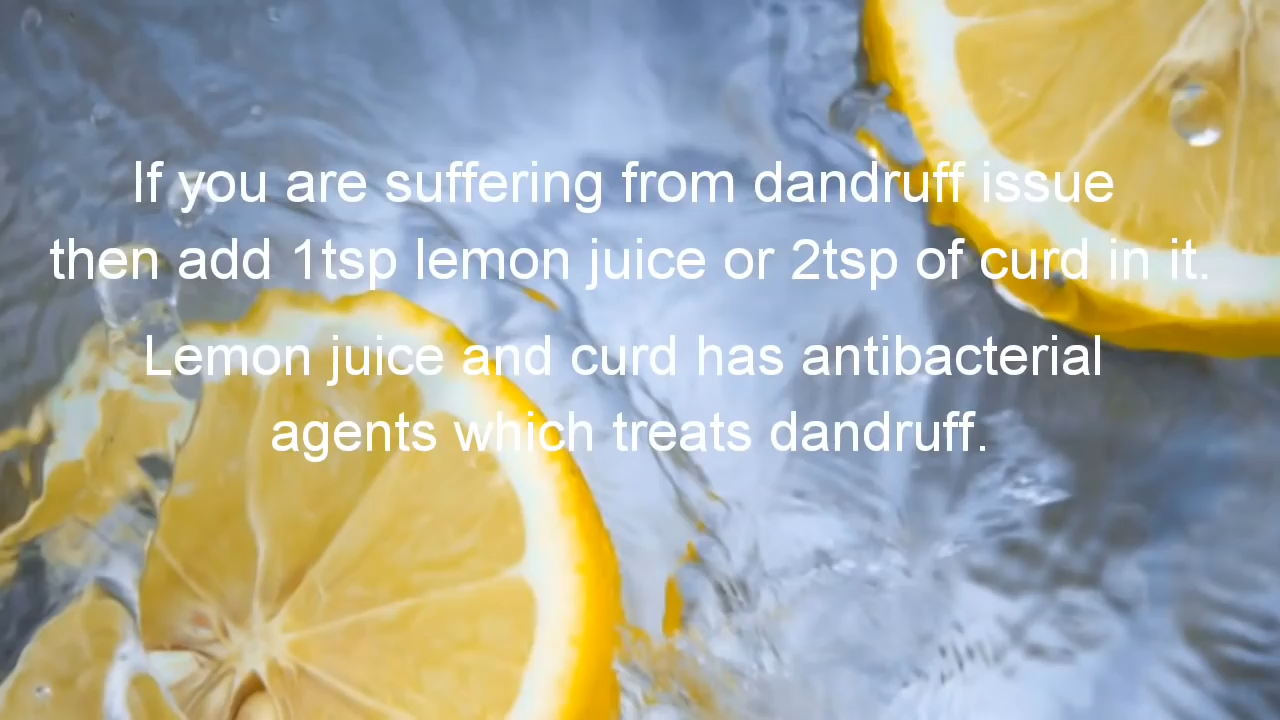 If you are suffering from dandruff issue
then add 1tsp lemon juice or 2tsp of curd in it.
Lemon juice and curd has antibacterial
agents which treats dandruff.